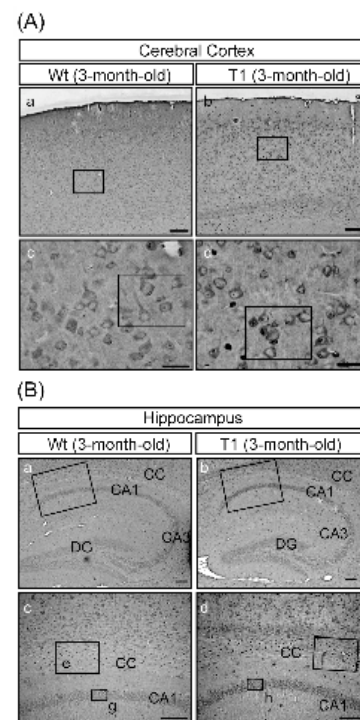 (A)
Cerebral Cortex
Wt (3-month-old) T1 (3-month-old)
a b
c d
(B)
Hippocampus
Wt (3-month-old) T1 (3-month-old)
a CC b CC
CA1 CA1
CA3 CA3
DG DG
c d
e CC CC
CA1 CA1
g h